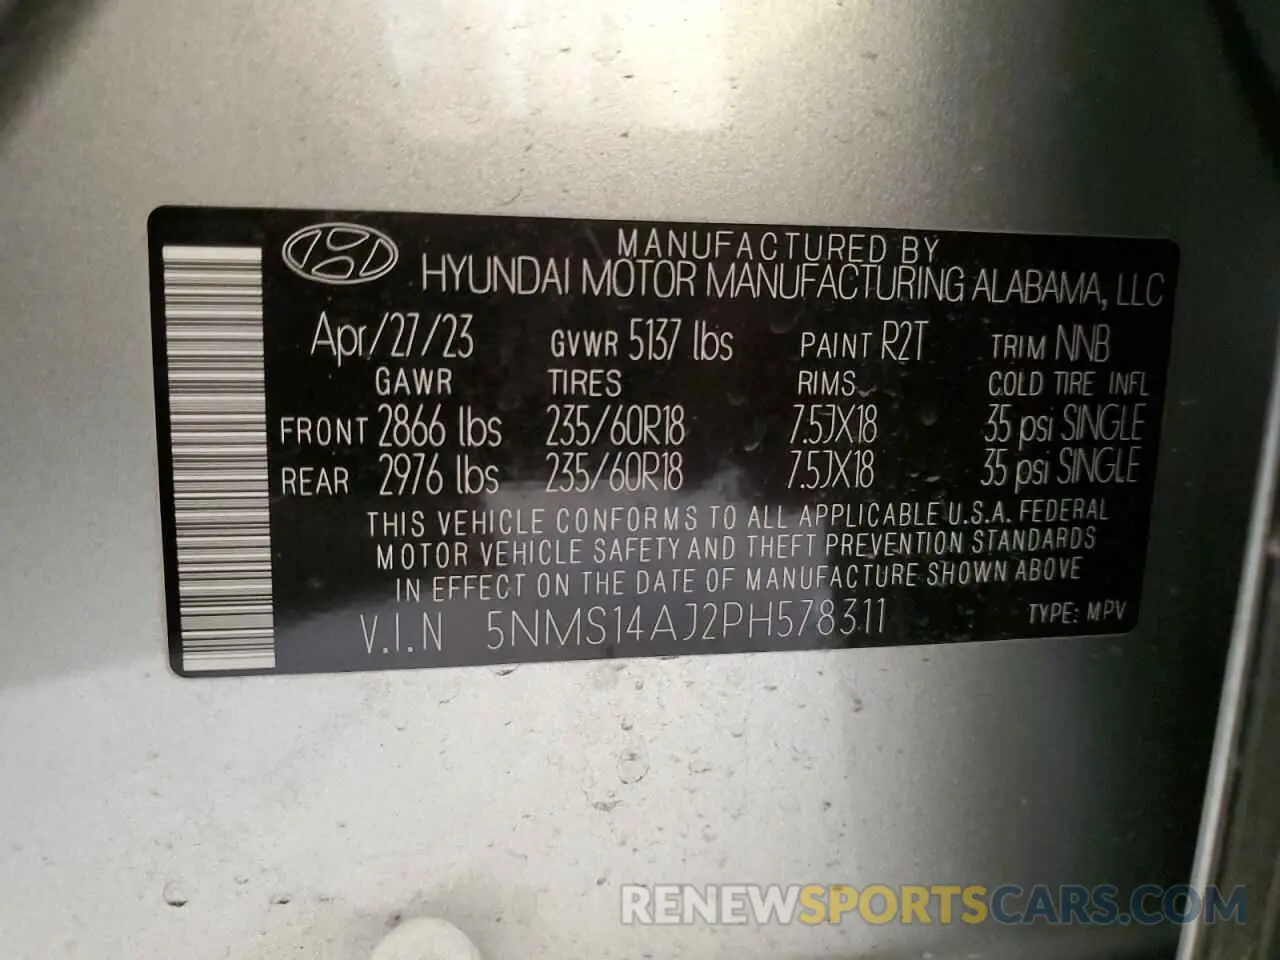 MANUFACTURED BY
HYUNDAI MOTOR MANUFACTURING ALABAMA, LLC
Apr/27/23 GVWR 5137 lbs PAINT R2T TRIM NNB
GAWR TIRES RIMS COLD TIRE INFL
FRONT 2866 lbs 235/60R18 7.5JX18 35 psi SINGLE
REAR 2976 lbs 235/60R18 7.5JX18 35 psi SINGLE
THIS VEHICLE CONFORMS TO ALL APPLICABLE U.S.A. FEDERAL
MOTOR VEHICLE SAFETY AND THEFT PREVENTION STANDARDS
IN EFFECT ON THE DATE OF MANUFACTURE SHOWN ABOVE
V.I.N 5NMS14AJ2PH578311 TYPE: MPV
RENEWSPORTSCARS.COM